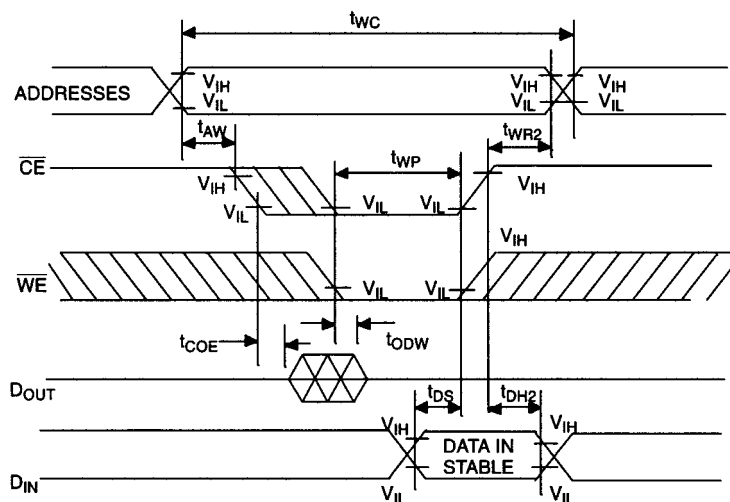 tWC
ADDRESSES VIH VIH VIH
VIL VIL VIL
tAW tWR2
CE tWP
VIH VIH
VIL VIL VIL
VIH
WE VIL VIL
tCOE tODW
DOUT
tDS tDH2
VIH DATA IN VIH
STABLE
DIN VIL VIL